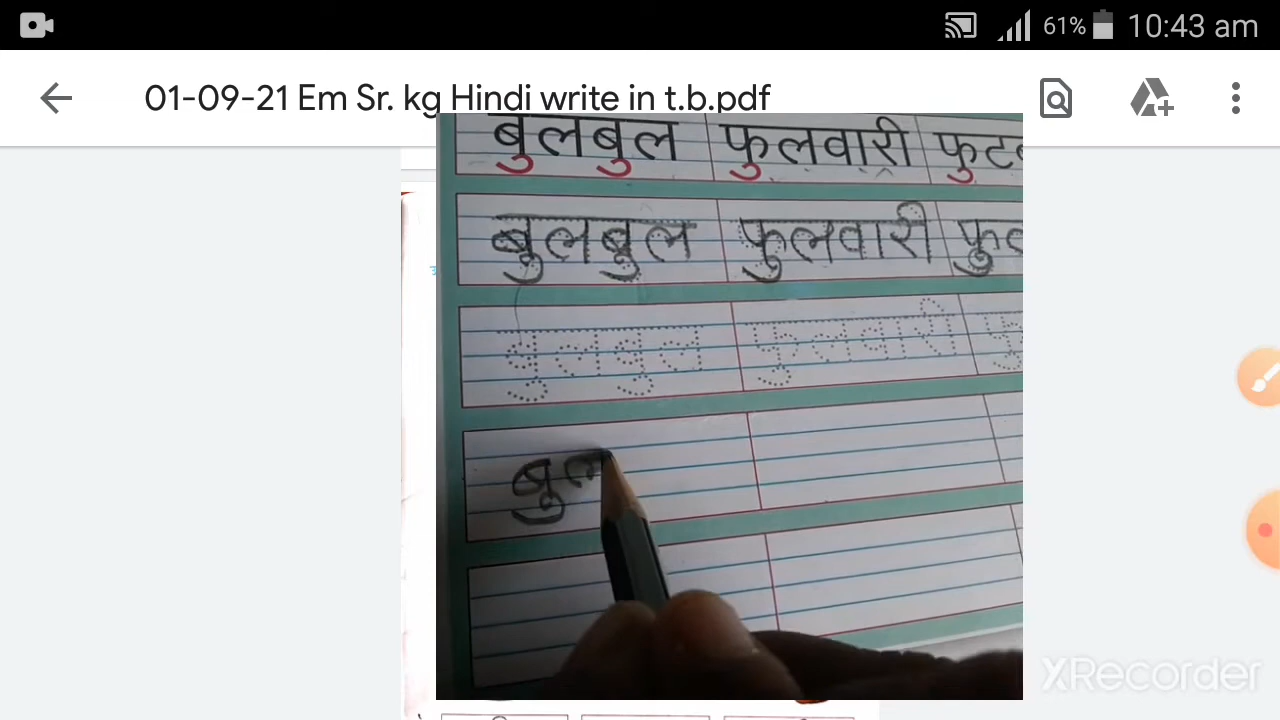 61% 10:43 am
01-09-21 Em Sr. kg Hindi write in t.b.pdf
बुलबुल फुलवारी
बुलबुल फुलवारी
बुलबुल फुलवारी
बुल
XRecorder